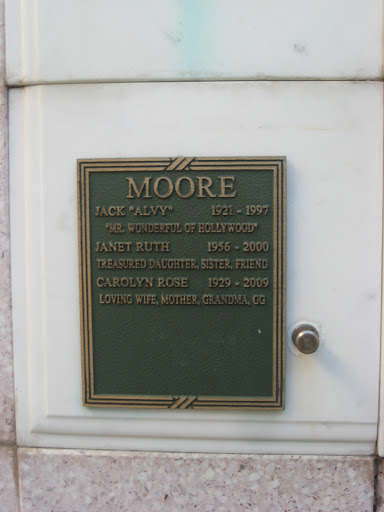 MOORE
JACK "ALVY" 1921 - 1997
"MR. WONDERFUL OF HOLLYWOOD"
JANET RUTH 1956 - 2000
TREASURED DAUGHTER, SISTER, FRIEND
CAROLYN ROSE 1929 - 2009
LOVING WIFE, MOTHER, GRANDMA, GG